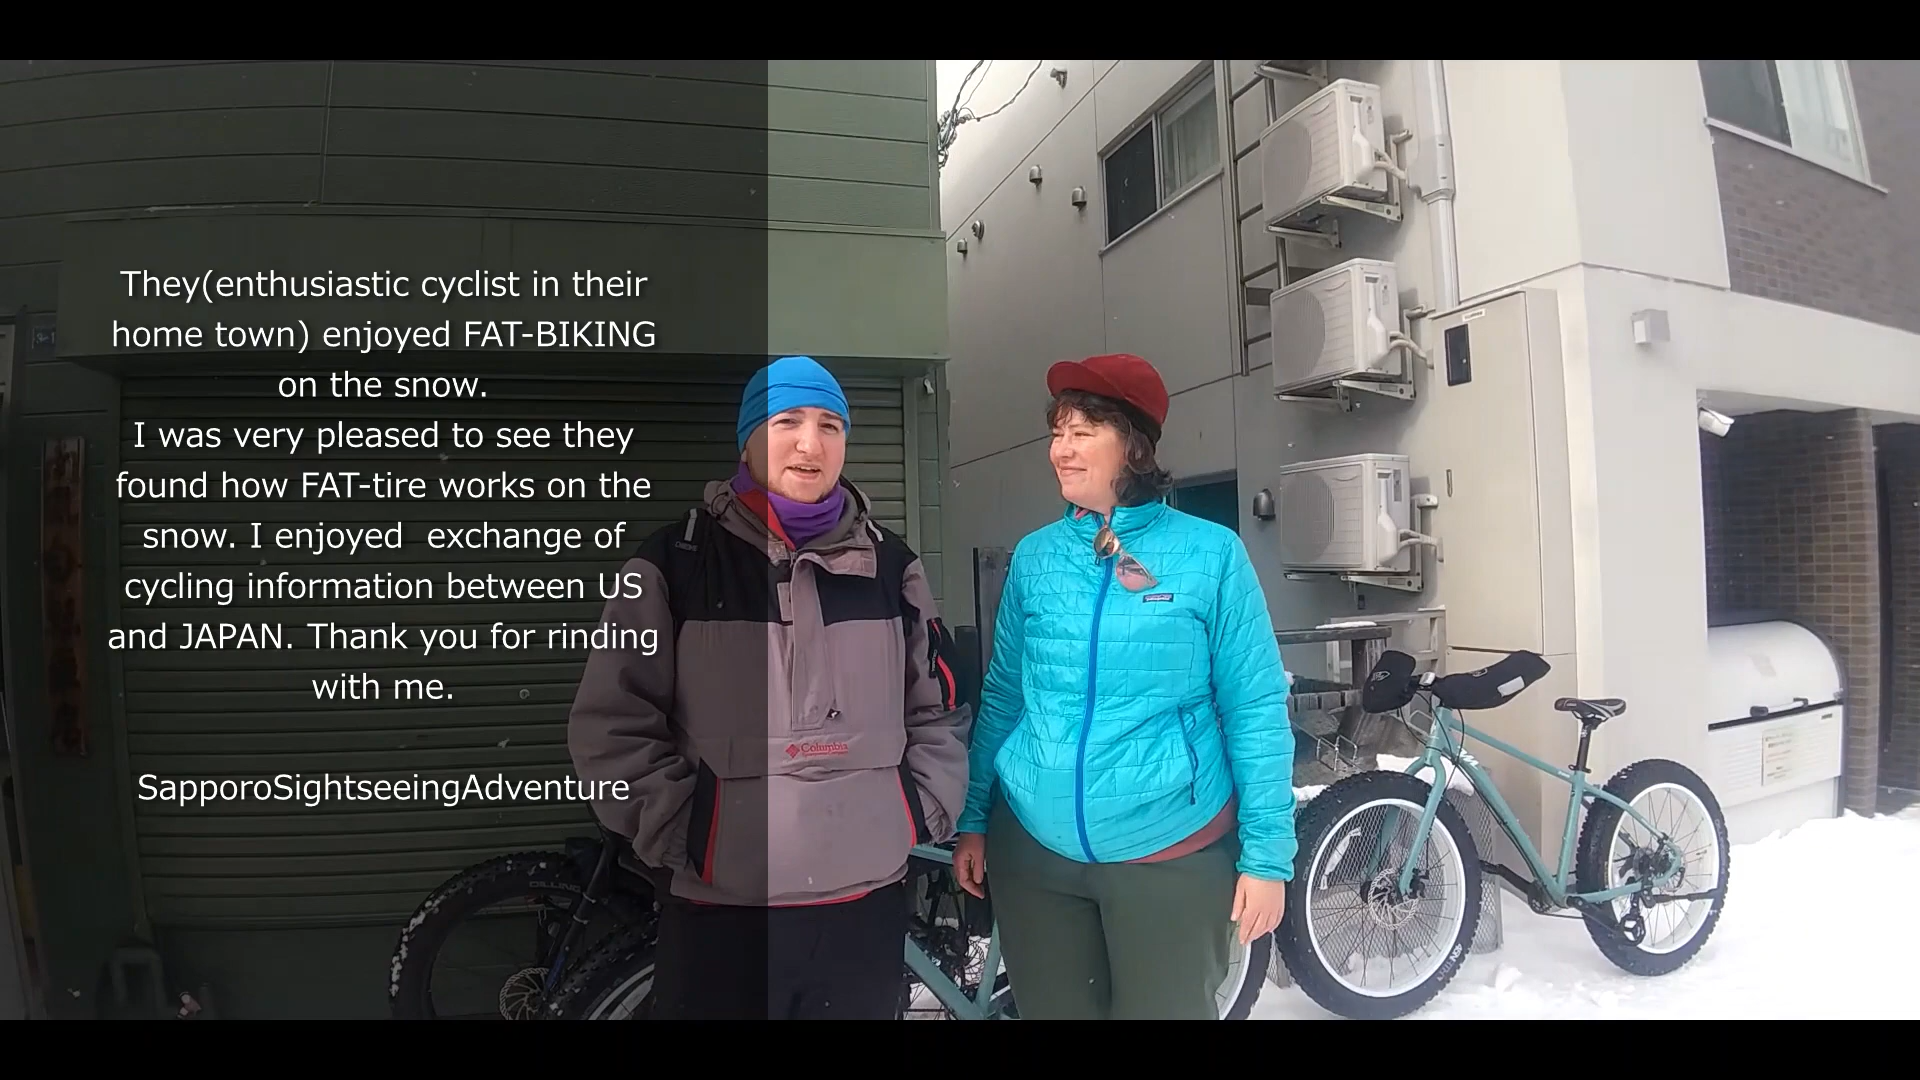 They(enthusiastic cyclist in their
home town) enjoyed FAT-BIKING
on the snow.
I was very pleased to see they
found how FAT-tire works on the
snow. I enjoyed  exchange of
cycling information between US
and JAPAN. Thank you for rinding
with me.
SapporoSightseeingAdventure
Columbia